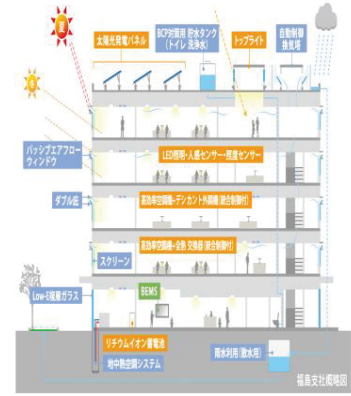 夏
冬
太陽光発電パネル
BCP対策用 貯水タンク
(トイレ 洗浄水)
トップライト
自動制御
換気塔
パッシブエアフロー
ウィンドウ
LED照明・人感センサー・照度センサー
ダブル庇
高効率空調機+デシカント外調機(統合制御付)
高効率空調機+全熱交換器(統合制御付)
スクリーン
Low-E複層ガラス
BEMS
リチウムイオン蓄電池
地中熱空調システム
雨水利用(散水用)
福島支社概略図